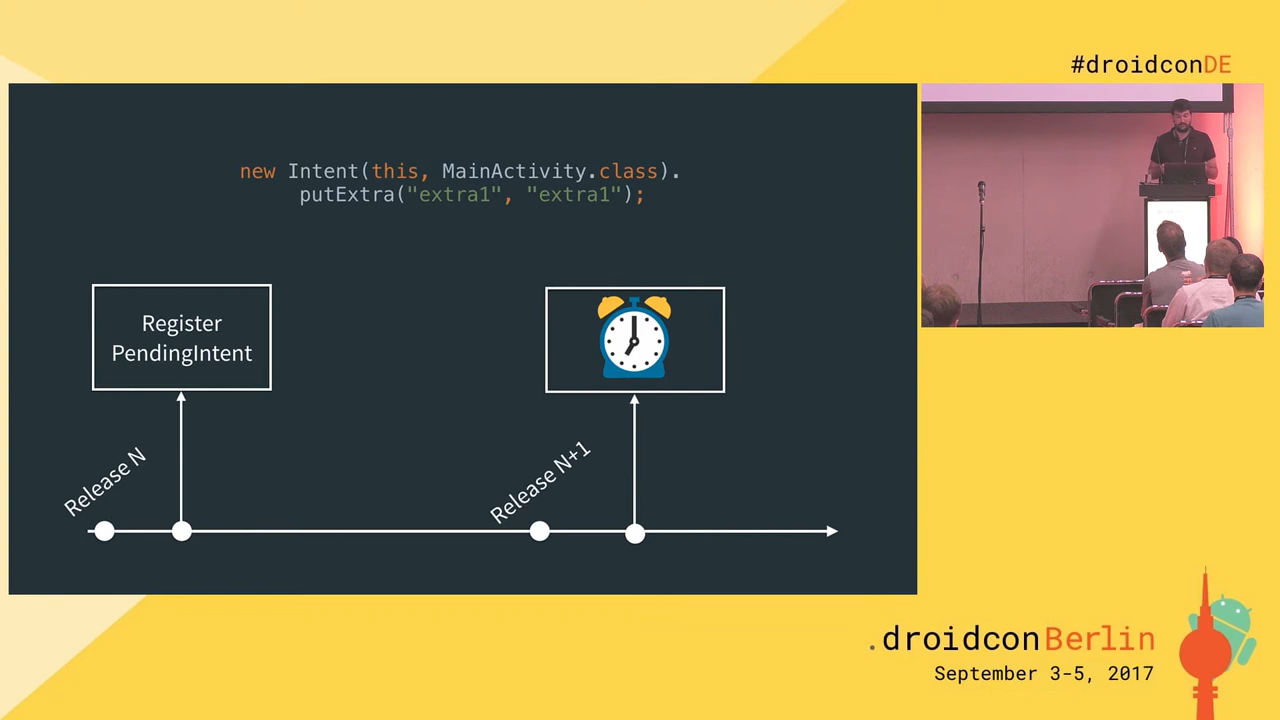 #droidconDE
new Intent(this, MainActivity.class).
putExtra("extra1", "extra1");
Register
PendingIntent
Release N
Release N+1
.droidconBerlin
September 3-5, 2017